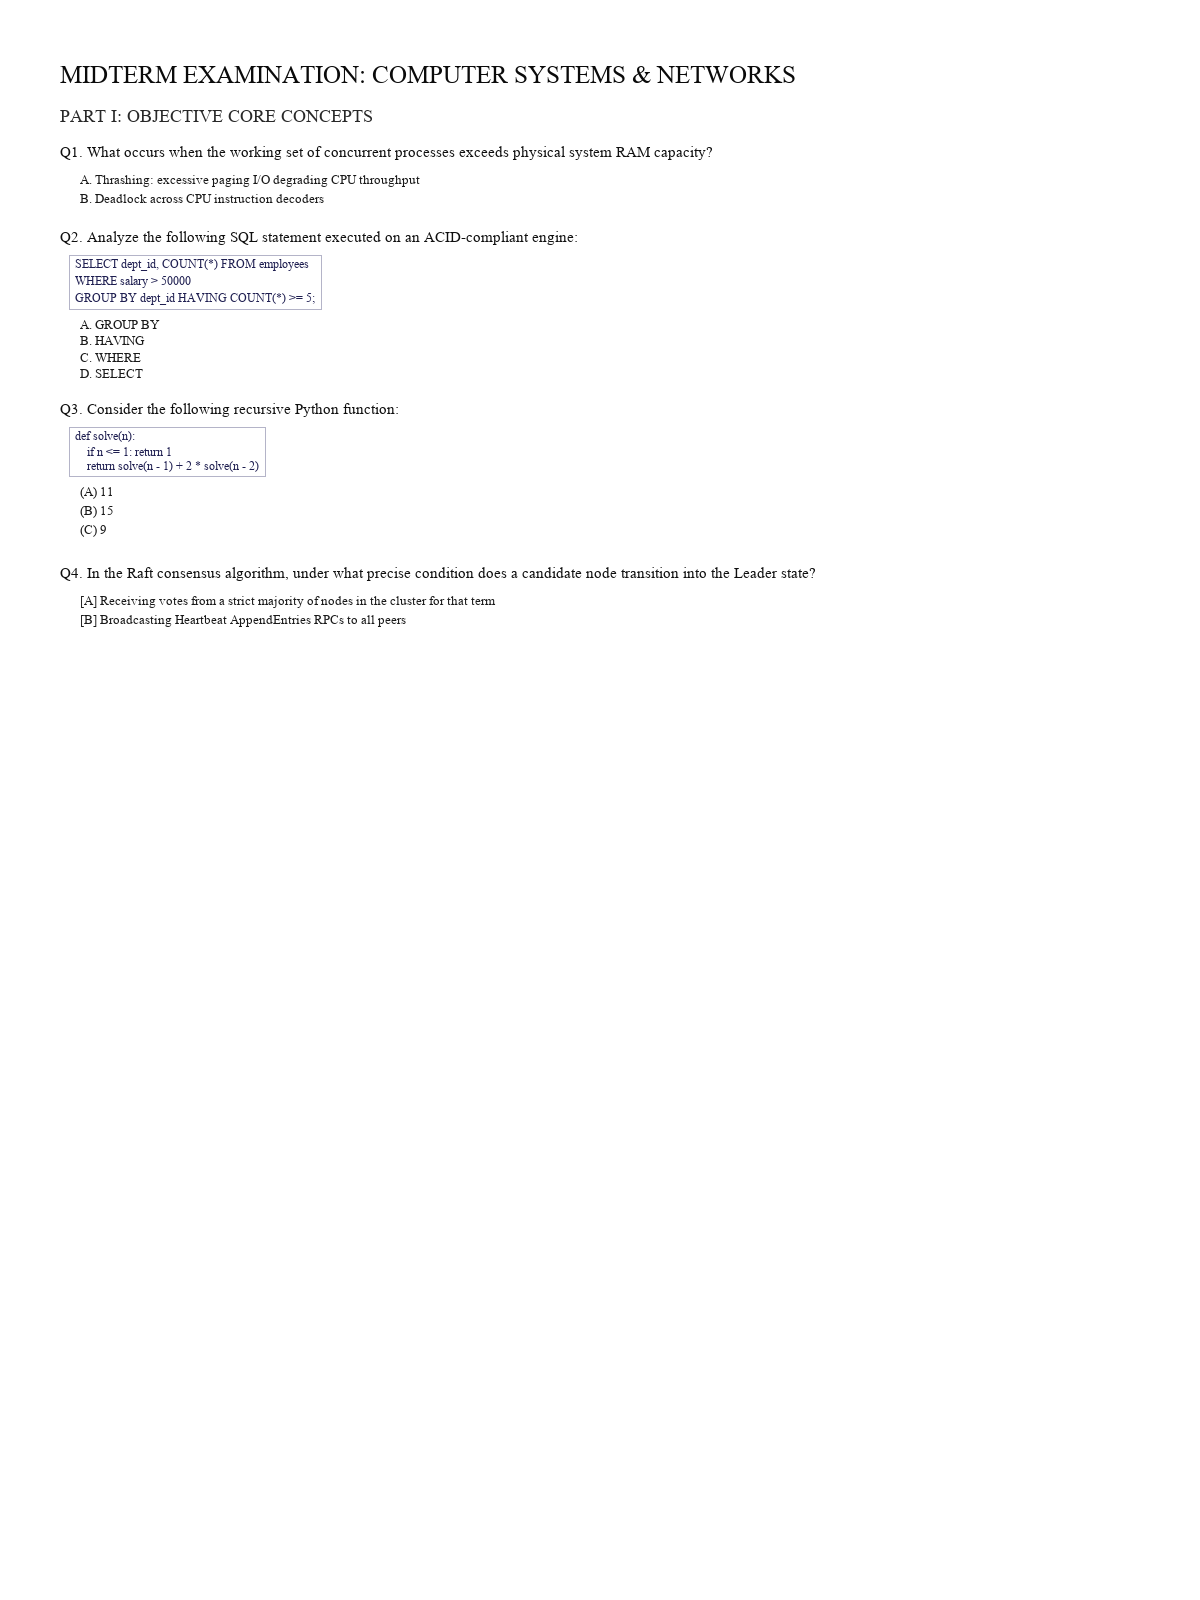 MIDTERM EXAMINATION: COMPUTER SYSTEMS & NETWORKS
PART I: OBJECTIVE CORE CONCEPTS
Q1. What occurs when the working set of concurrent processes exceeds physical system RAM capacity?
A. Thrashing: excessive paging I/O degrading CPU throughput
B. Deadlock across CPU instruction decoders
Q2. Analyze the following SQL statement executed on an ACID-compliant engine:
SELECT dept_id, COUNT(*) FROM employees
WHERE salary > 50000
GROUP BY dept_id HAVING COUNT(*) >= 5;
A. GROUP BY
B. HAVING
C. WHERE
D. SELECT
Q3. Consider the following recursive Python function:
def solve(n):
    if n <= 1: return 1
    return solve(n - 1) + 2 * solve(n - 2)
(A) 11
(B) 15
(C) 9
Q4. In the Raft consensus algorithm, under what precise condition does a candidate node transition into the Leader state?
[A] Receiving votes from a strict majority of nodes in the cluster for that term
[B] Broadcasting Heartbeat AppendEntries RPCs to all peers